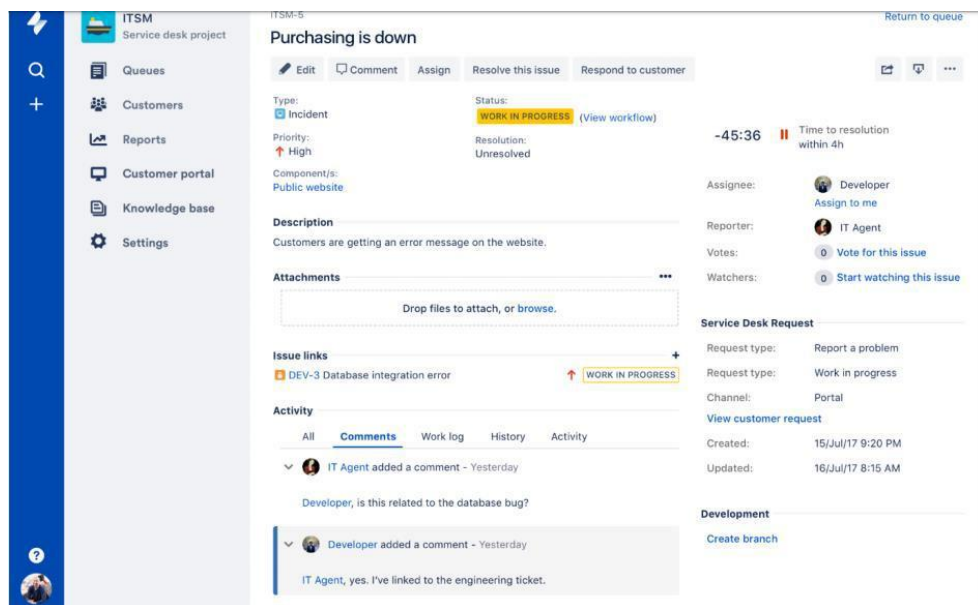 ITSM
Service desk project
Queues
Customers
Reports
Customer portal
Knowledge base
Settings
ITSM-5
Return to queue
Purchasing is down
Edit Comment Assign Resolve this issue Respond to customer
Type:
Incident
Status:
WORK IN PROGRESS (View workflow)
Priority:
High
Resolution:
Unresolved
Component/s:
Public website
Description
Customers are getting an error message on the website.
Attachments
Drop files to attach, or browse.
Issue links
DEV-3 Database integration error WORK IN PROGRESS
Activity
All Comments Work log History Activity
IT Agent added a comment - Yesterday
Developer, is this related to the database bug?
Developer added a comment - Yesterday
IT Agent, yes. I've linked to the engineering ticket.
-45:36 Time to resolution
within 4h
Assignee: Developer
Assign to me
Reporter: IT Agent
Votes: 0 Vote for this issue
Watchers: 0 Start watching this issue
Service Desk Request
Request type: Report a problem
Request type: Work in progress
Channel: Portal
View customer request
Created: 15/Jul/17 9:20 PM
Updated: 16/Jul/17 8:15 AM
Development
Create branch